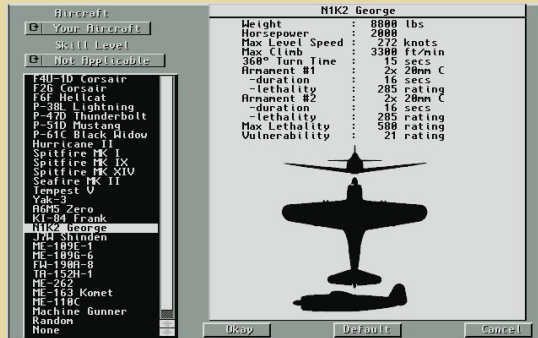 Aircraft
Your Aircraft
Skill Level
Not Applicable
F4U-1D Corsair
F2G Corsair
F6F Hellcat
P-38L Lightning
P-47D Thunderbolt
P-51D Mustang
P-61C Black Widow
Hurricane II
Spitfire MK I
Spitfire MK IX
Spitfire MK XIV
Seafire MK II
Tempest V
Yak-3
A6M5 Zero
KI-84 Frank
N1K2 George
J7W Shinden
ME-109E-1
ME-109G-6
FW-190A-8
TA-152H-1
ME-262
ME-163 Komet
ME-110C
Machine Gunner
Random
None
N1K2 George
Weight : 8800 lbs
Horsepower : 2000
Max Level Speed : 272 knots
Max Climb : 3300 ft/min
360° Turn Time : 15 secs
Armament #1 : 2x 20mm C
-duration : 16 secs
-lethality : 285 rating
Armament #2 : 2x 20mm C
-duration : 16 secs
-lethality : 285 rating
Max Lethality : 580 rating
Vulnerability : 21 rating
Okay
Default
Cancel